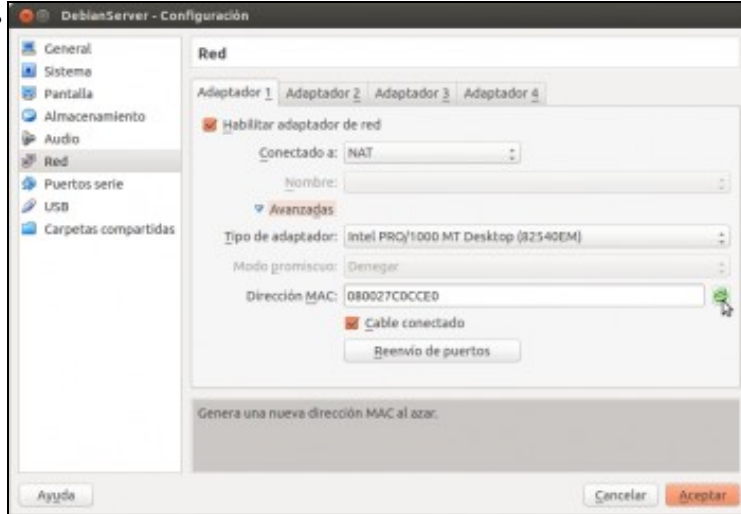 DebianServer - Configuración
General
Sistema
Pantalla
Almacenamiento
Audio
Red
Puertos serie
USB
Carpetas compartidas
Red
Adaptador 1 Adaptador 2 Adaptador 3 Adaptador 4
Habilitar adaptador de red
Conectado a: NAT
Nombre:
Avanzadas
Tipo de adaptador: Intel PRO/1000 MT Desktop (82540EM)
Modo promiscuo: Denegar
Dirección MAC: 080027C0CCE0
Cable conectado
Reenvío de puertos
Genera una nueva dirección MAC al azar.
Ayuda Cancelar Aceptar